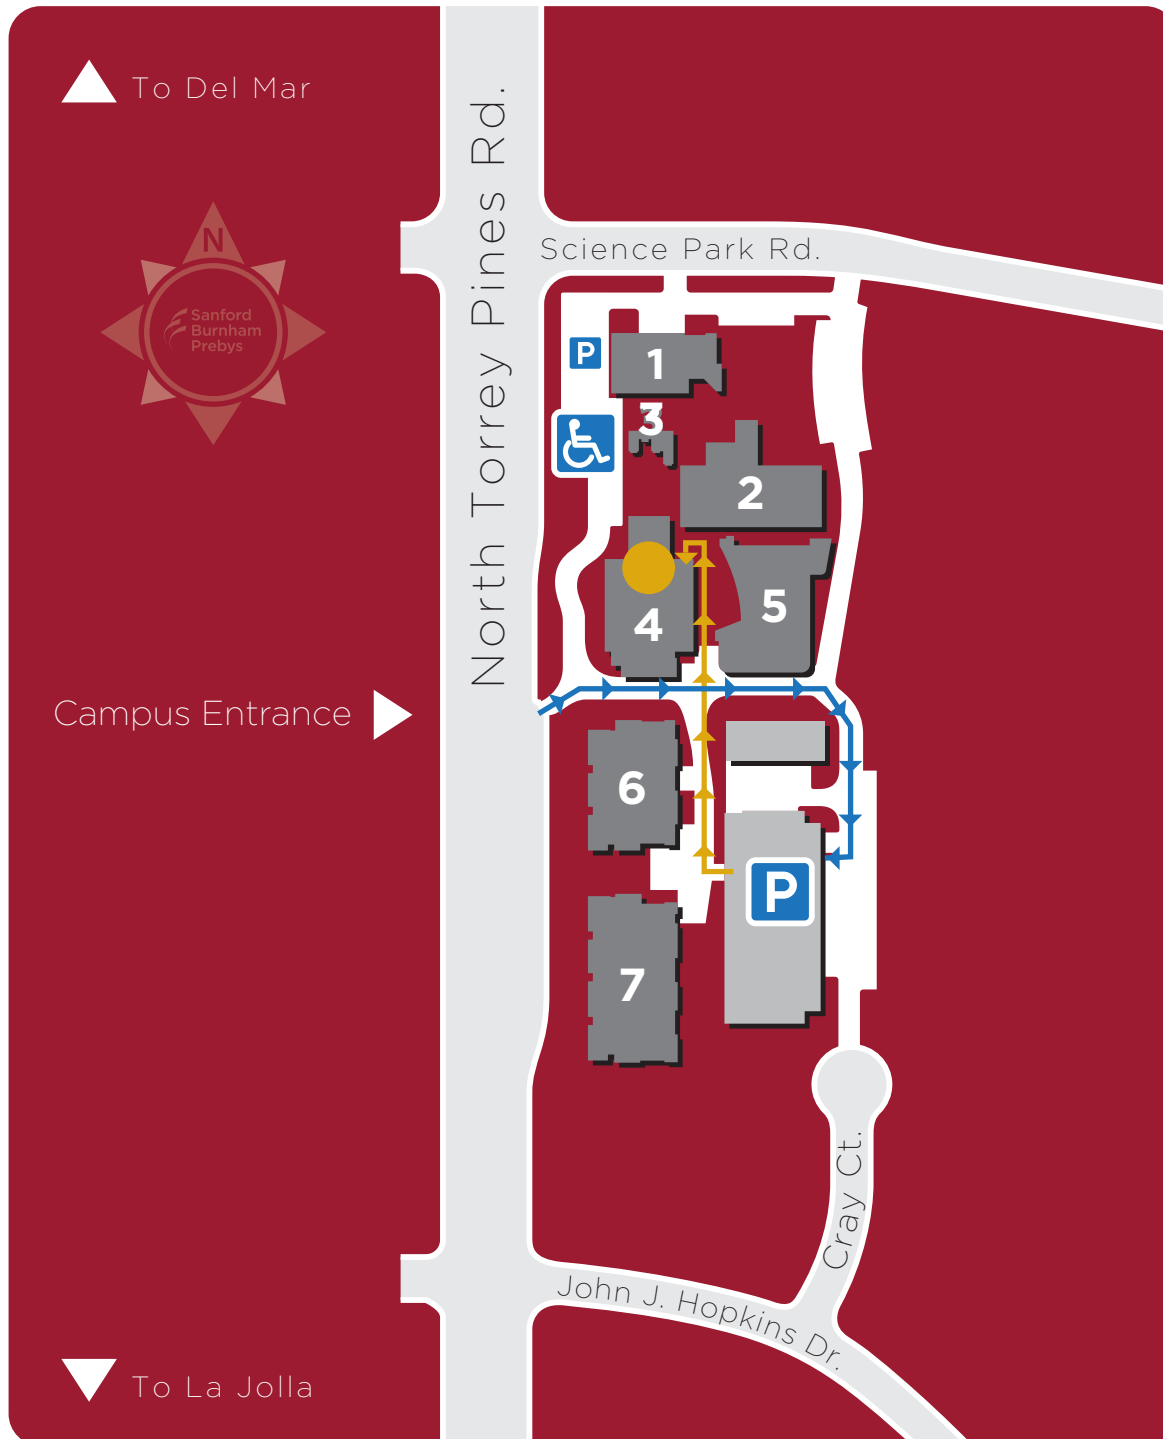 To Del Mar
North Torrey Pines Rd.
N
Sanford
Burnham
Prebys
Science Park Rd.
P
1
3
2
4
5
Campus Entrance
6
P
7
Cray Ct.
John J. Hopkins Dr.
To La Jolla